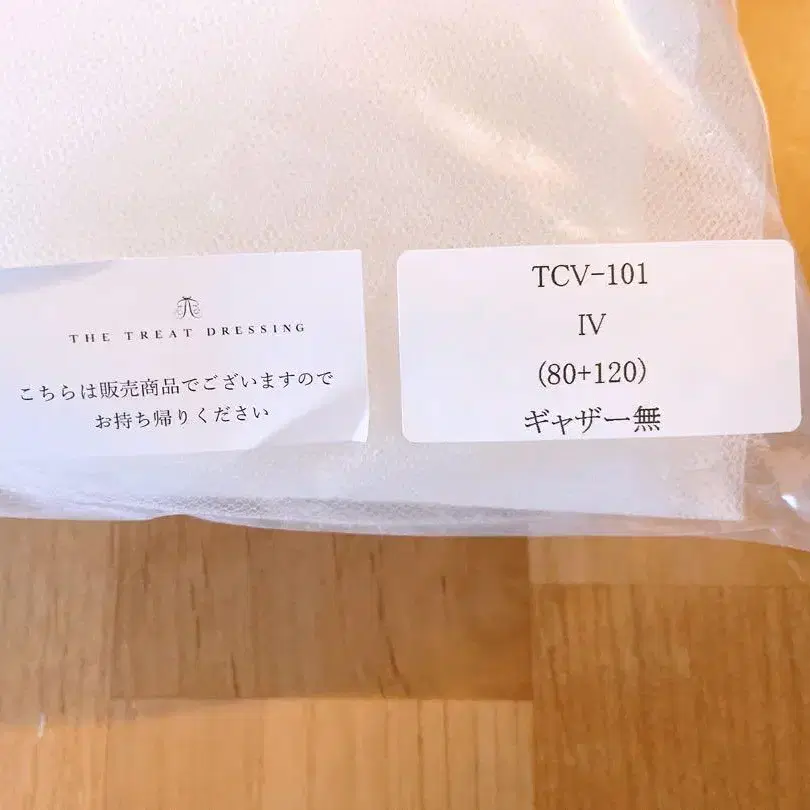 THE TREAT DRESSING
こちらは販売商品でございますので
お持ち帰りください
TCV-101
IV
(80+120)
ギャザー無